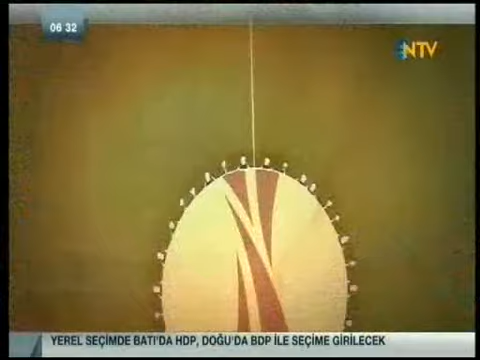 06 32
NTV
YEREL SEÇİMDE BATI'DA HDP, DOĞU'DA BDP İLE SEÇİME GİRİLECEK